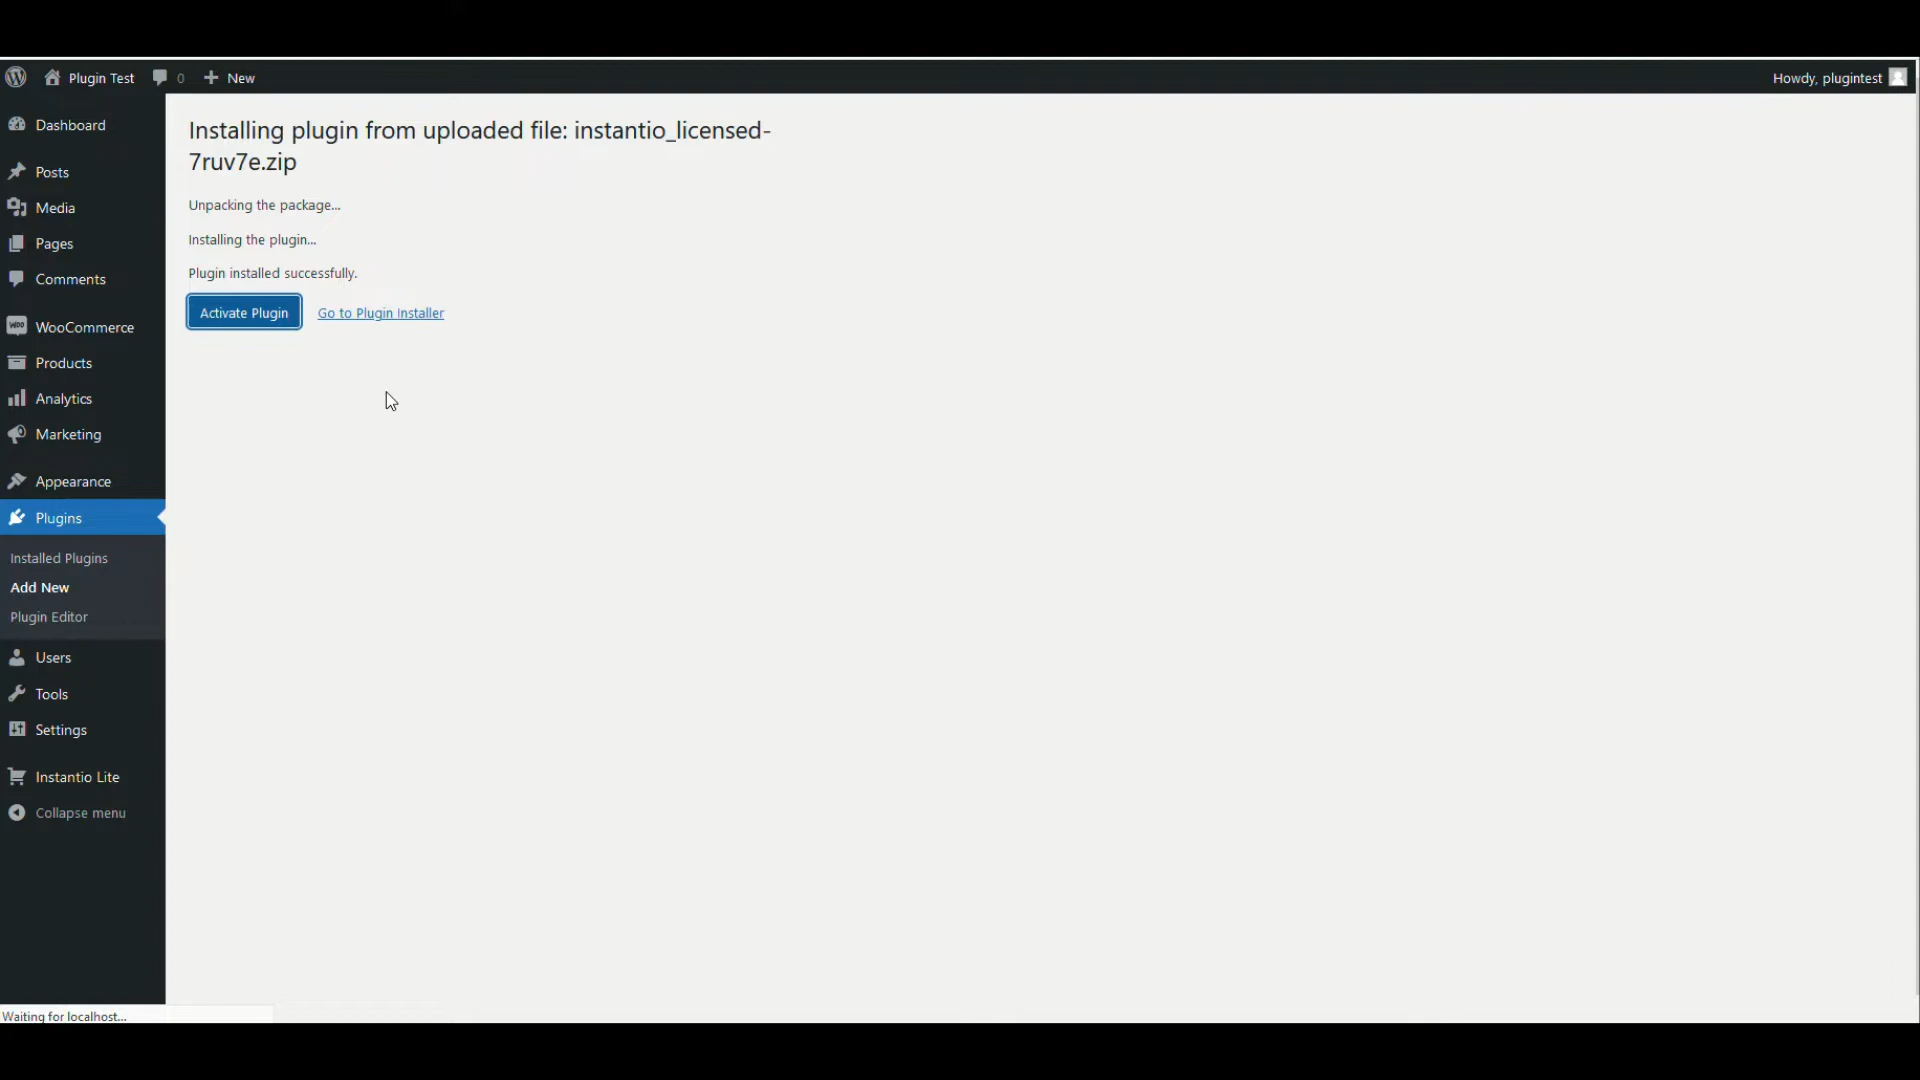 Plugin Test
0
New
Howdy, plugintest
Dashboard
Posts
Media
Pages
Comments
WOO
WooCommerce
Products
Analytics
Marketing
Appearance
Plugins
Installed Plugins
Add New
Plugin Editor
Users
Tools
Settings
Instantio Lite
Collapse menu
Installing plugin from uploaded file: instantio_licensed-
7ruv7e.zip
Unpacking the package...
Installing the plugin...
Plugin installed successfully.
Activate Plugin
Go to Plugin Installer
Waiting for localhost...